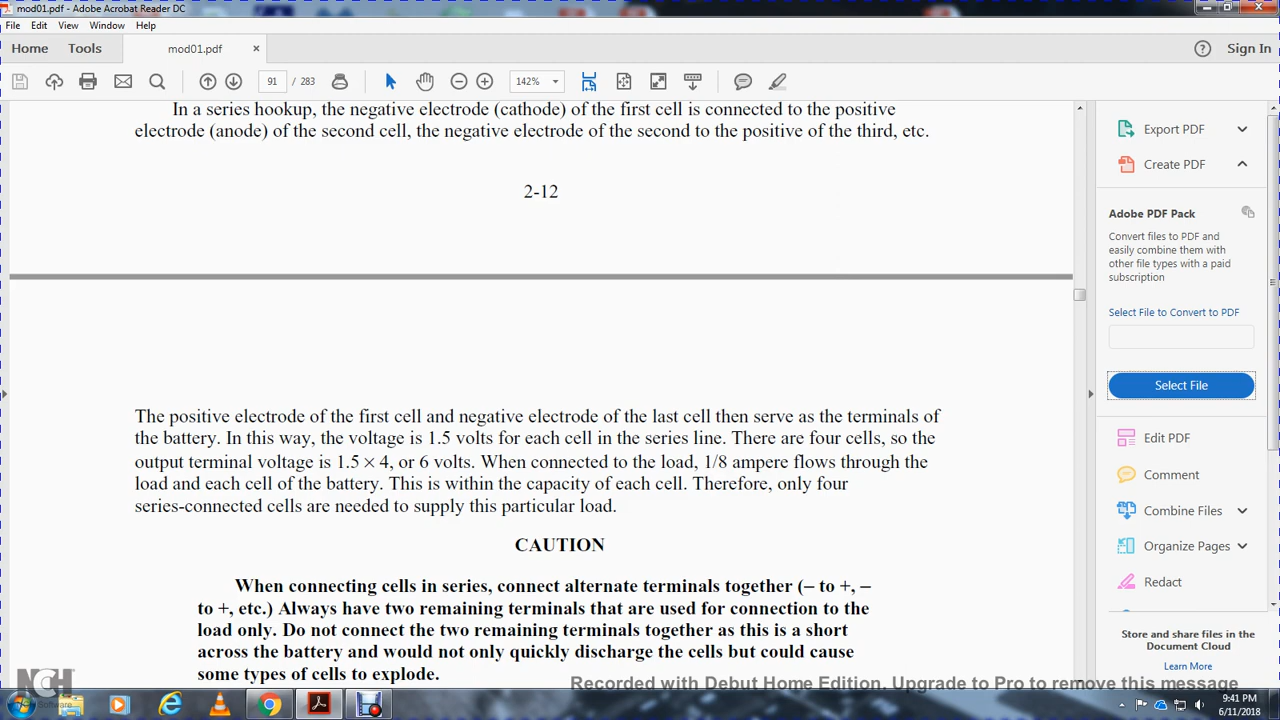 mod01.pdf - Adobe Acrobat Reader DC
File Edit View Window Help
Home Tools mod01.pdf × Sign In
91 / 283 142%
In a series hookup, the negative electrode (cathode) of the first cell is connected to the positive
electrode (anode) of the second cell, the negative electrode of the second to the positive of the third, etc.
2-12
The positive electrode of the first cell and negative electrode of the last cell then serve as the terminals of
the battery. In this way, the voltage is 1.5 volts for each cell in the series line. There are four cells, so the
output terminal voltage is 1.5 × 4, or 6 volts. When connected to the load, 1/8 ampere flows through the
load and each cell of the battery. This is within the capacity of each cell. Therefore, only four
series-connected cells are needed to supply this particular load.
CAUTION
When connecting cells in series, connect alternate terminals together (– to +, –
to +, etc.) Always have two remaining terminals that are used for connection to the
load only. Do not connect the two remaining terminals together as this is a short
across the battery and would not only quickly discharge the cells but could cause
some types of cells to explode.
Export PDF
Create PDF
Adobe PDF Pack
Convert files to PDF and
easily combine them with
other file types with a paid
subscription
Select File to Convert to PDF
Select File
Edit PDF
Comment
Combine Files
Organize Pages
Redact
Store and share files in the
Document Cloud
Learn More
NCH
Software
Recorded with Debut Home Edition. Upgrade to Pro to remove this message
9:41 PM
6/11/2018